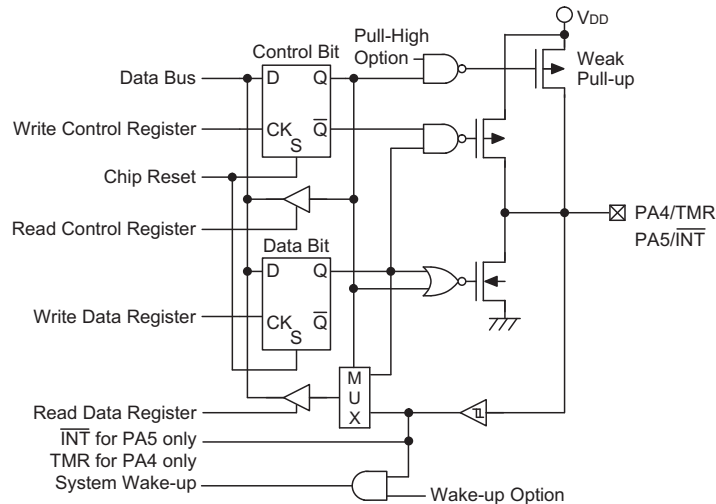 VDD
Pull-High
Option
Control Bit
Weak
Pull-up
Data Bus
D
Q
Write Control Register
CK
Q̅
S
Chip Reset
PA4/TMR
PA5/I̅N̅T̅
Read Control Register
Data Bit
D
Q
Write Data Register
CK
Q̅
S
M
U
X
Read Data Register
I̅N̅T̅ for PA5 only
TMR for PA4 only
System Wake-up
Wake-up Option